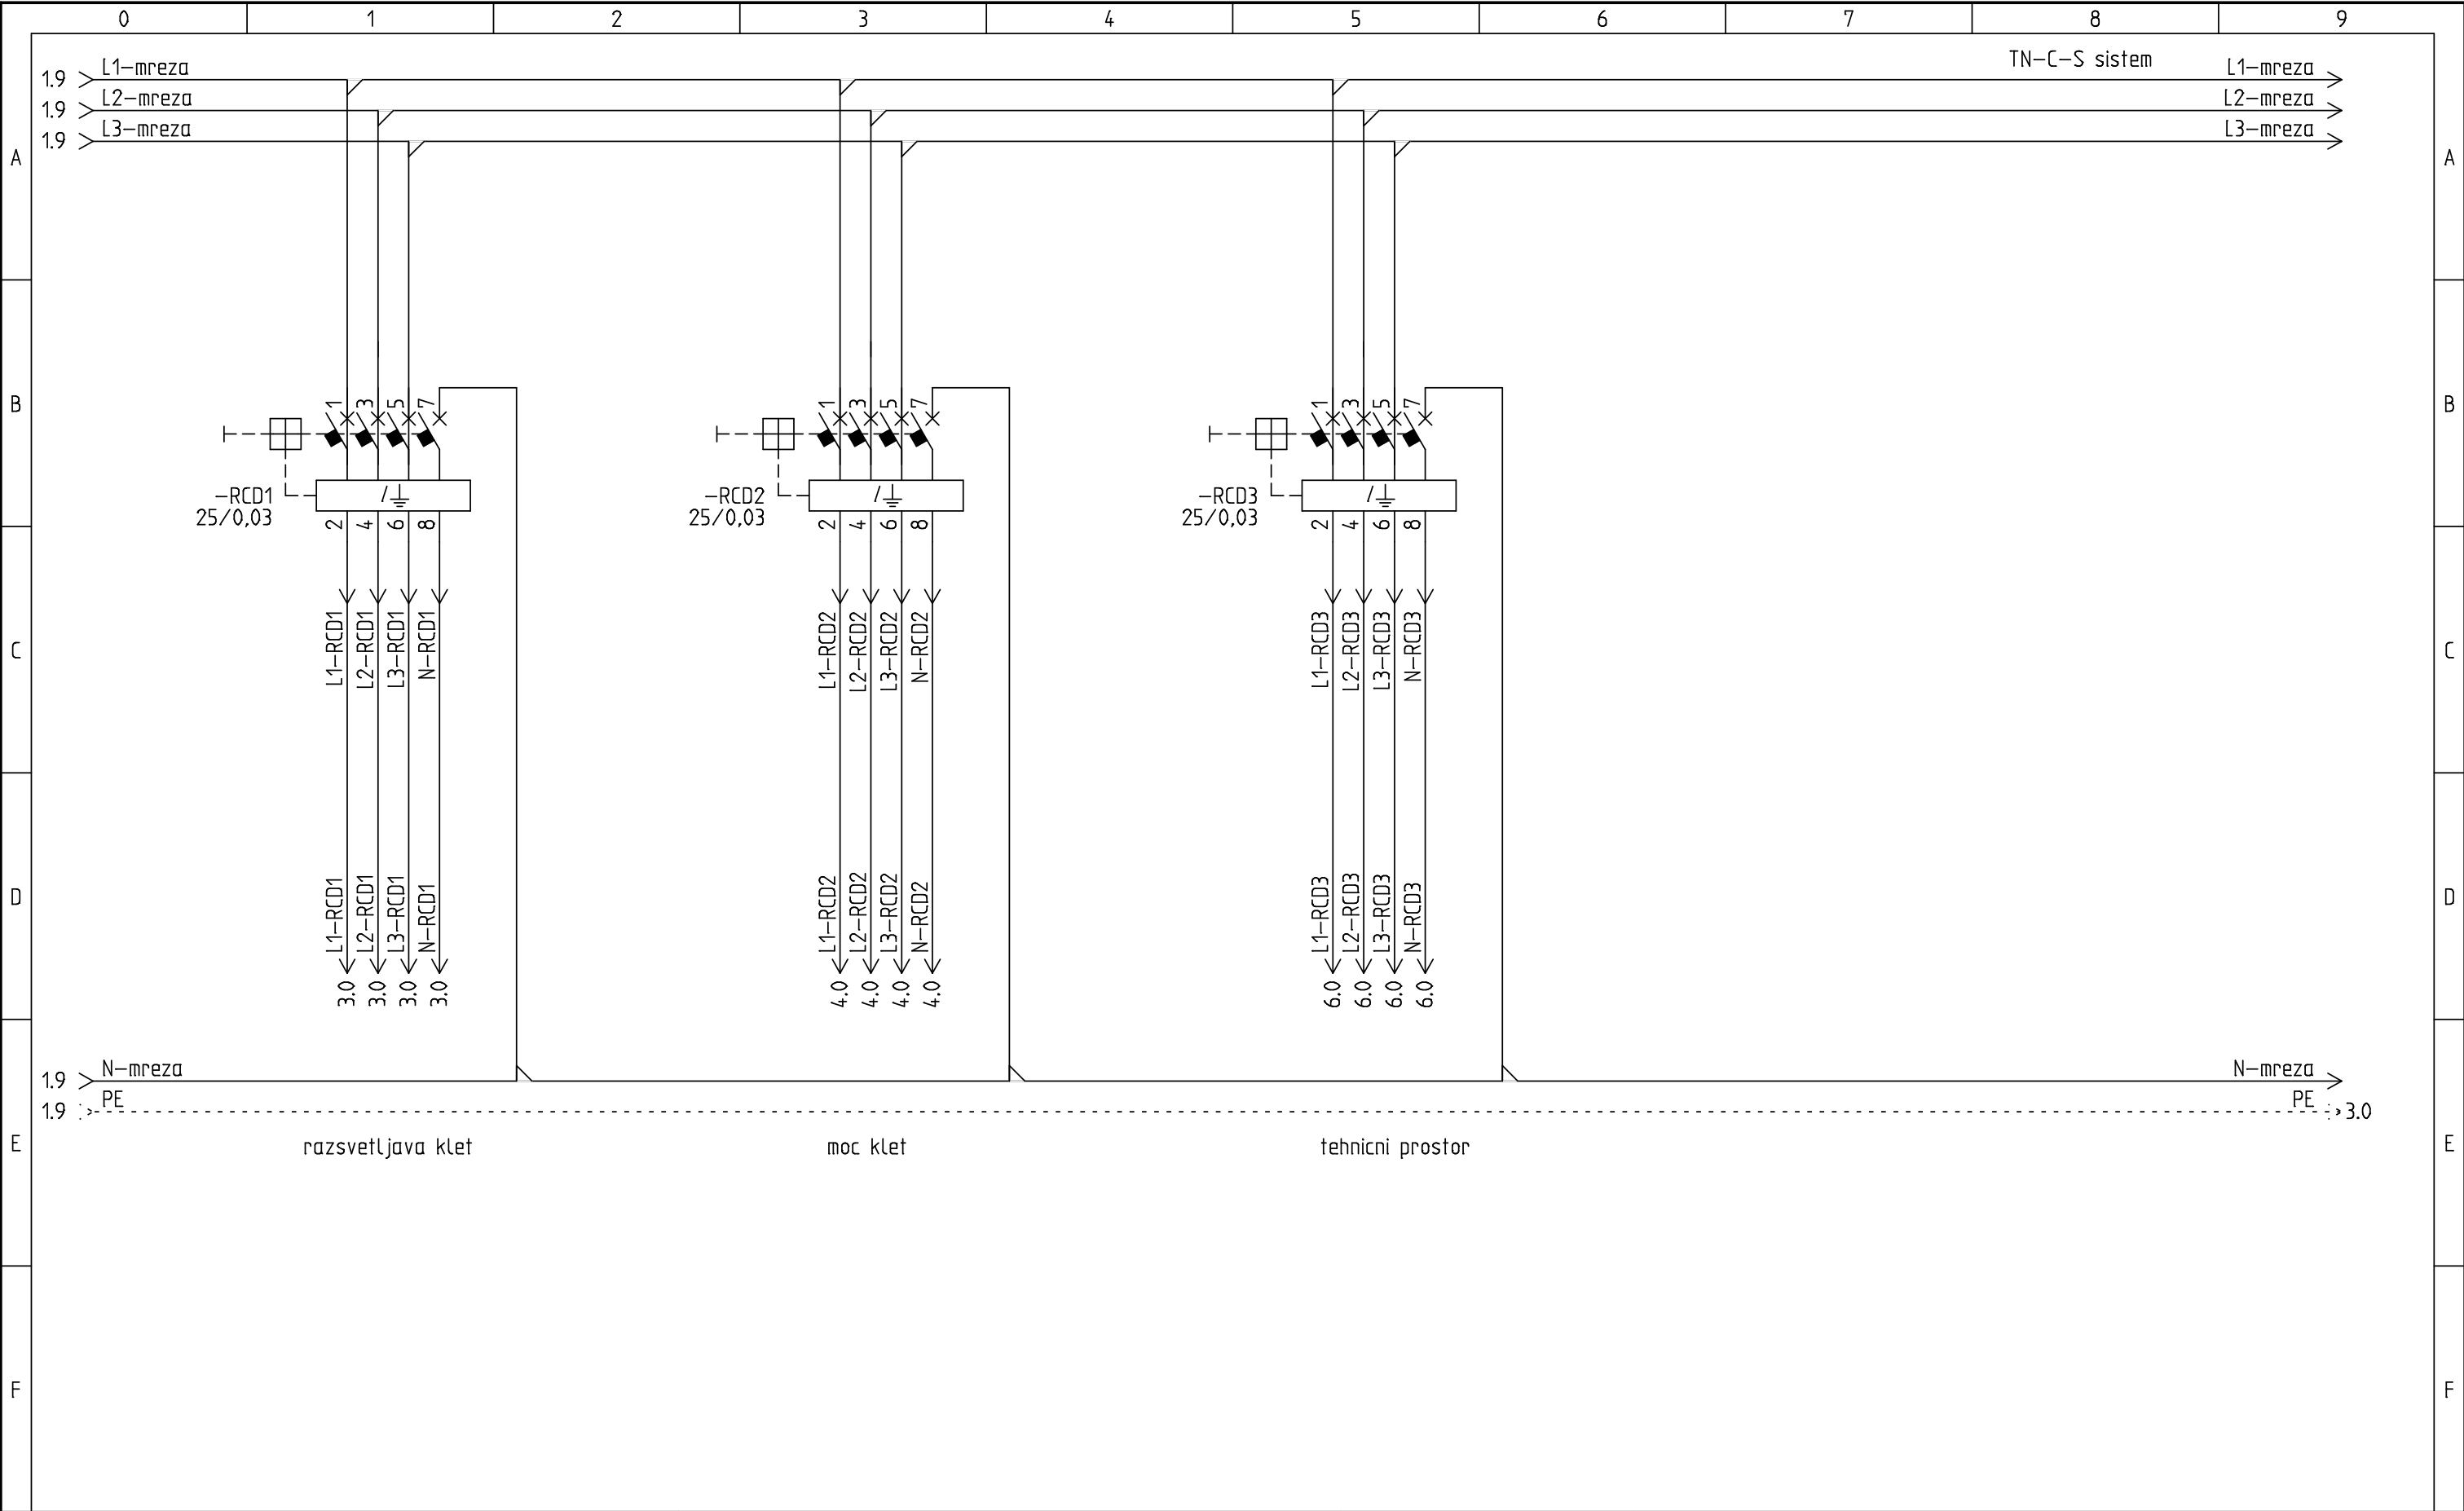 0 1 2 3 4 5 6 7 8 9
TN-C-S sistem
1.9 L1-mreza L1-mreza
1.9 L2-mreza L2-mreza
1.9 L3-mreza L3-mreza
A A
B B
1 3 5 7
1 3 5 7
1 3 5 7
-RCD1
25/0,03
-RCD2
25/0,03
-RCD3
25/0,03
2 4 6 8
2 4 6 8
2 4 6 8
C C
L1-RCD1
L2-RCD1
L3-RCD1
N-RCD1
L1-RCD2
L2-RCD2
L3-RCD2
N-RCD2
L1-RCD3
L2-RCD3
L3-RCD3
N-RCD3
D D
L1-RCD1
L2-RCD1
L3-RCD1
N-RCD1
L1-RCD2
L2-RCD2
L3-RCD2
N-RCD2
L1-RCD3
L2-RCD3
L3-RCD3
N-RCD3
3.0 3.0 3.0 3.0
4.0 4.0 4.0 4.0
6.0 6.0 6.0 6.0
1.9 N-mreza N-mreza
1.9 PE PE 3.0
E E
razsvetljava klet
moc klet
tehnicni prostor
F F